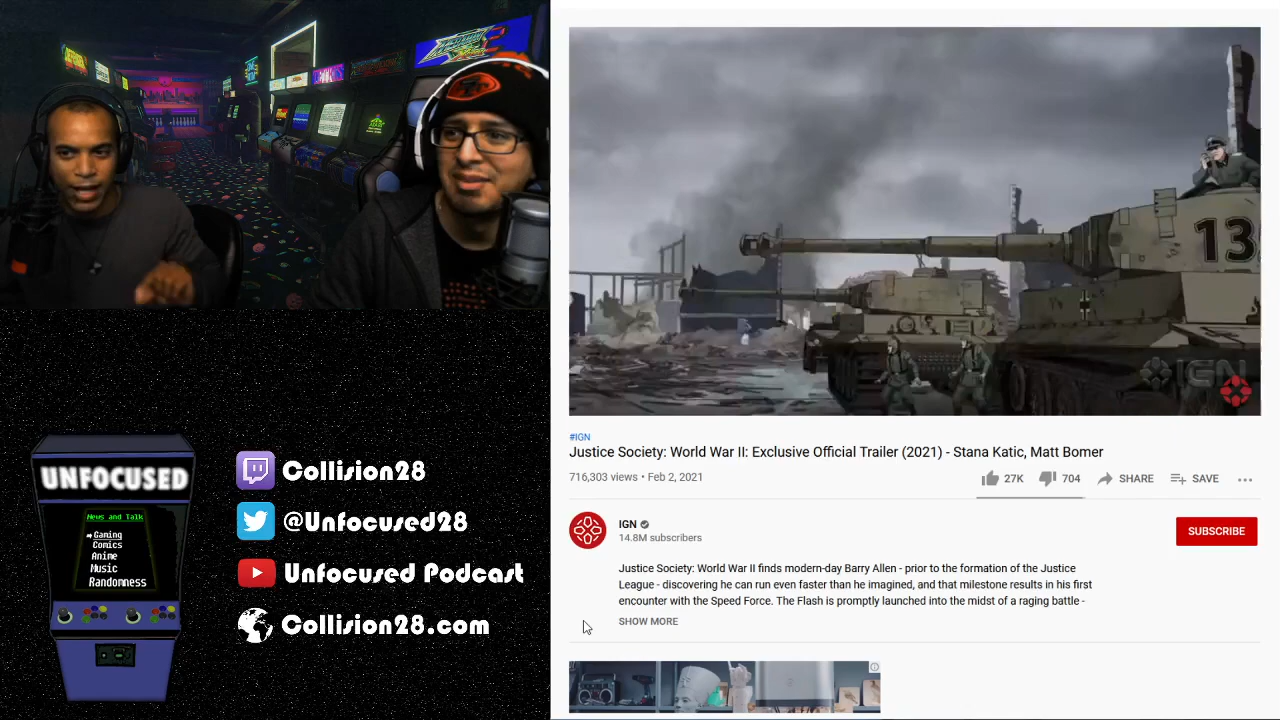 UNFOCUSED
News and Talk
Gaming
Comics
Anime
Music
Randomness
Collision28
@Unfocused28
Unfocused Podcast
Collision28.com
13
IGN
#IGN
Justice Society: World War II: Exclusive Official Trailer (2021) - Stana Katic, Matt Bomer
716,303 views • Feb 2, 2021
27K
704
SHARE
SAVE
IGN
14.8M subscribers
SUBSCRIBE
Justice Society: World War II finds modern-day Barry Allen - prior to the formation of the Justice
League - discovering he can run even faster than he imagined, and that milestone results in his first
encounter with the Speed Force. The Flash is promptly launched into the midst of a raging battle -
SHOW MORE